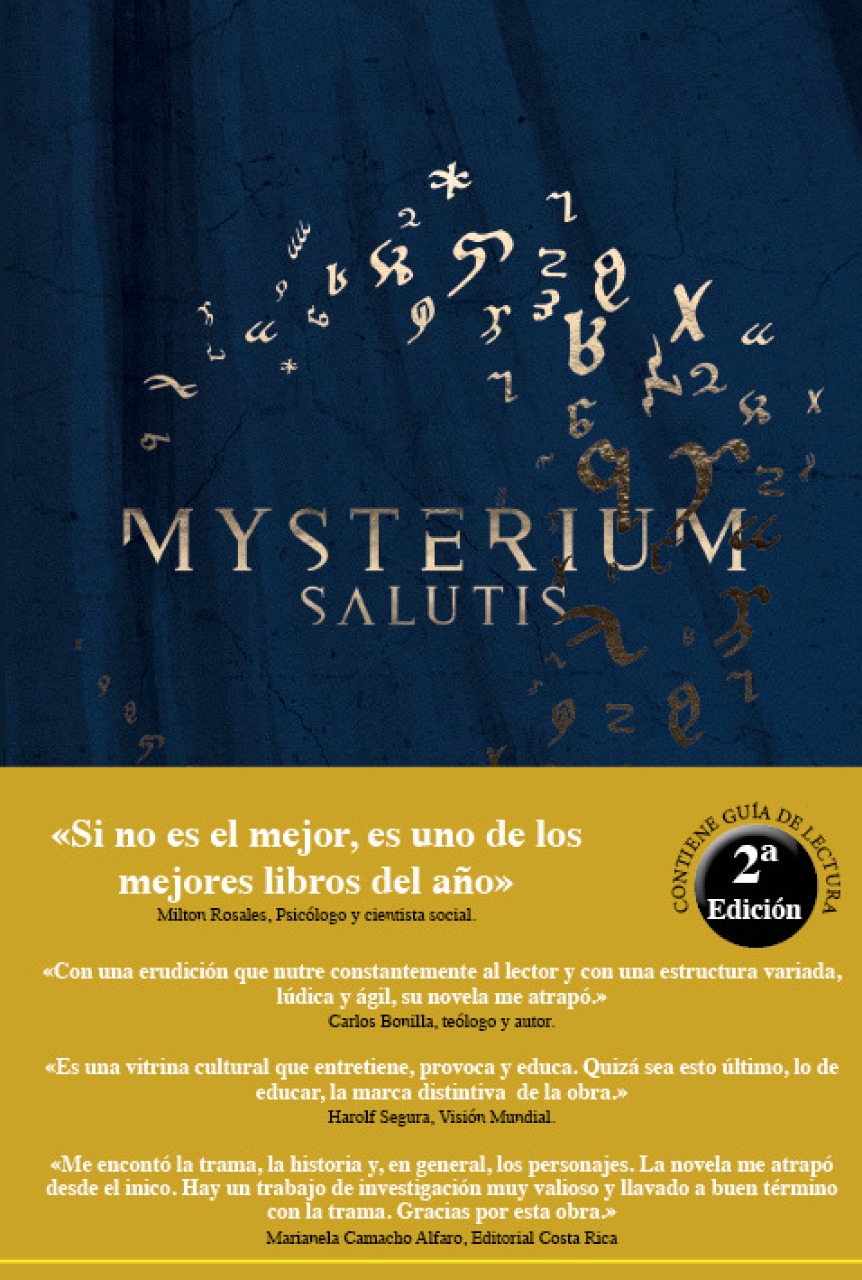 MYSTERIUM
SALUTIS
«Si no es el mejor, es uno de los
mejores libros del año»
Milton Rosales, Psicólogo y cientista social.
CONTIENE GUÍA DE LECTURA
2ª
Edición
«Con una erudición que nutre constantemente al lector y con una estructura variada,
lúdica y ágil, su novela me atrapó.»
Carlos Bonilla, teólogo y autor.
«Es una vitrina cultural que entretiene, provoca y educa. Quizá sea esto último, lo de
educar, la marca distintiva de la obra.»
Harolf Segura, Visión Mundial.
«Me encontó la trama, la historia y, en general, los personajes. La novela me atrapó
desde el inico. Hay un trabajo de investigación muy valioso y llavado a buen término
con la trama. Gracias por esta obra.»
Marianela Camacho Alfaro, Editorial Costa Rica